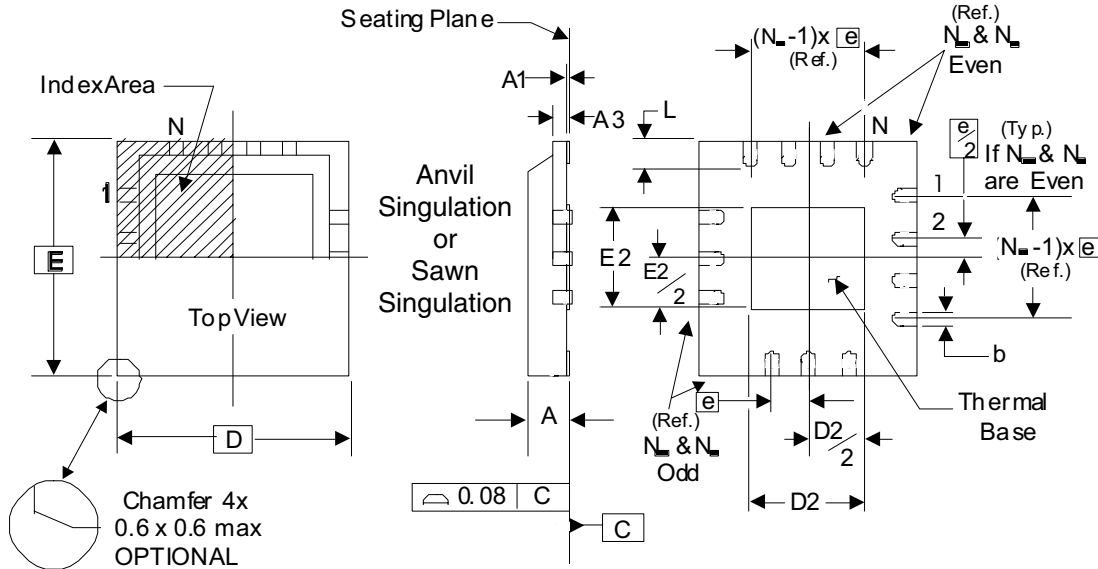 Seating Plane
(Ref.)
(N -1)x e
(Ref.)
N & N
Even
A1
IndexArea
A3
L
N
N
e/2
(Typ.)
If N & N
are Even
1
1
2
Anvil
Singulation
or
Sawn
Singulation
E
E2
E2/2
(N -1)x e
(Ref.)
TopView
b
A
e
(Ref.)
N & N
Odd
D2/2
Thermal
Base
D
D2
0.08 C
C
Chamfer 4x
0.6 x 0.6 max
OPTIONAL